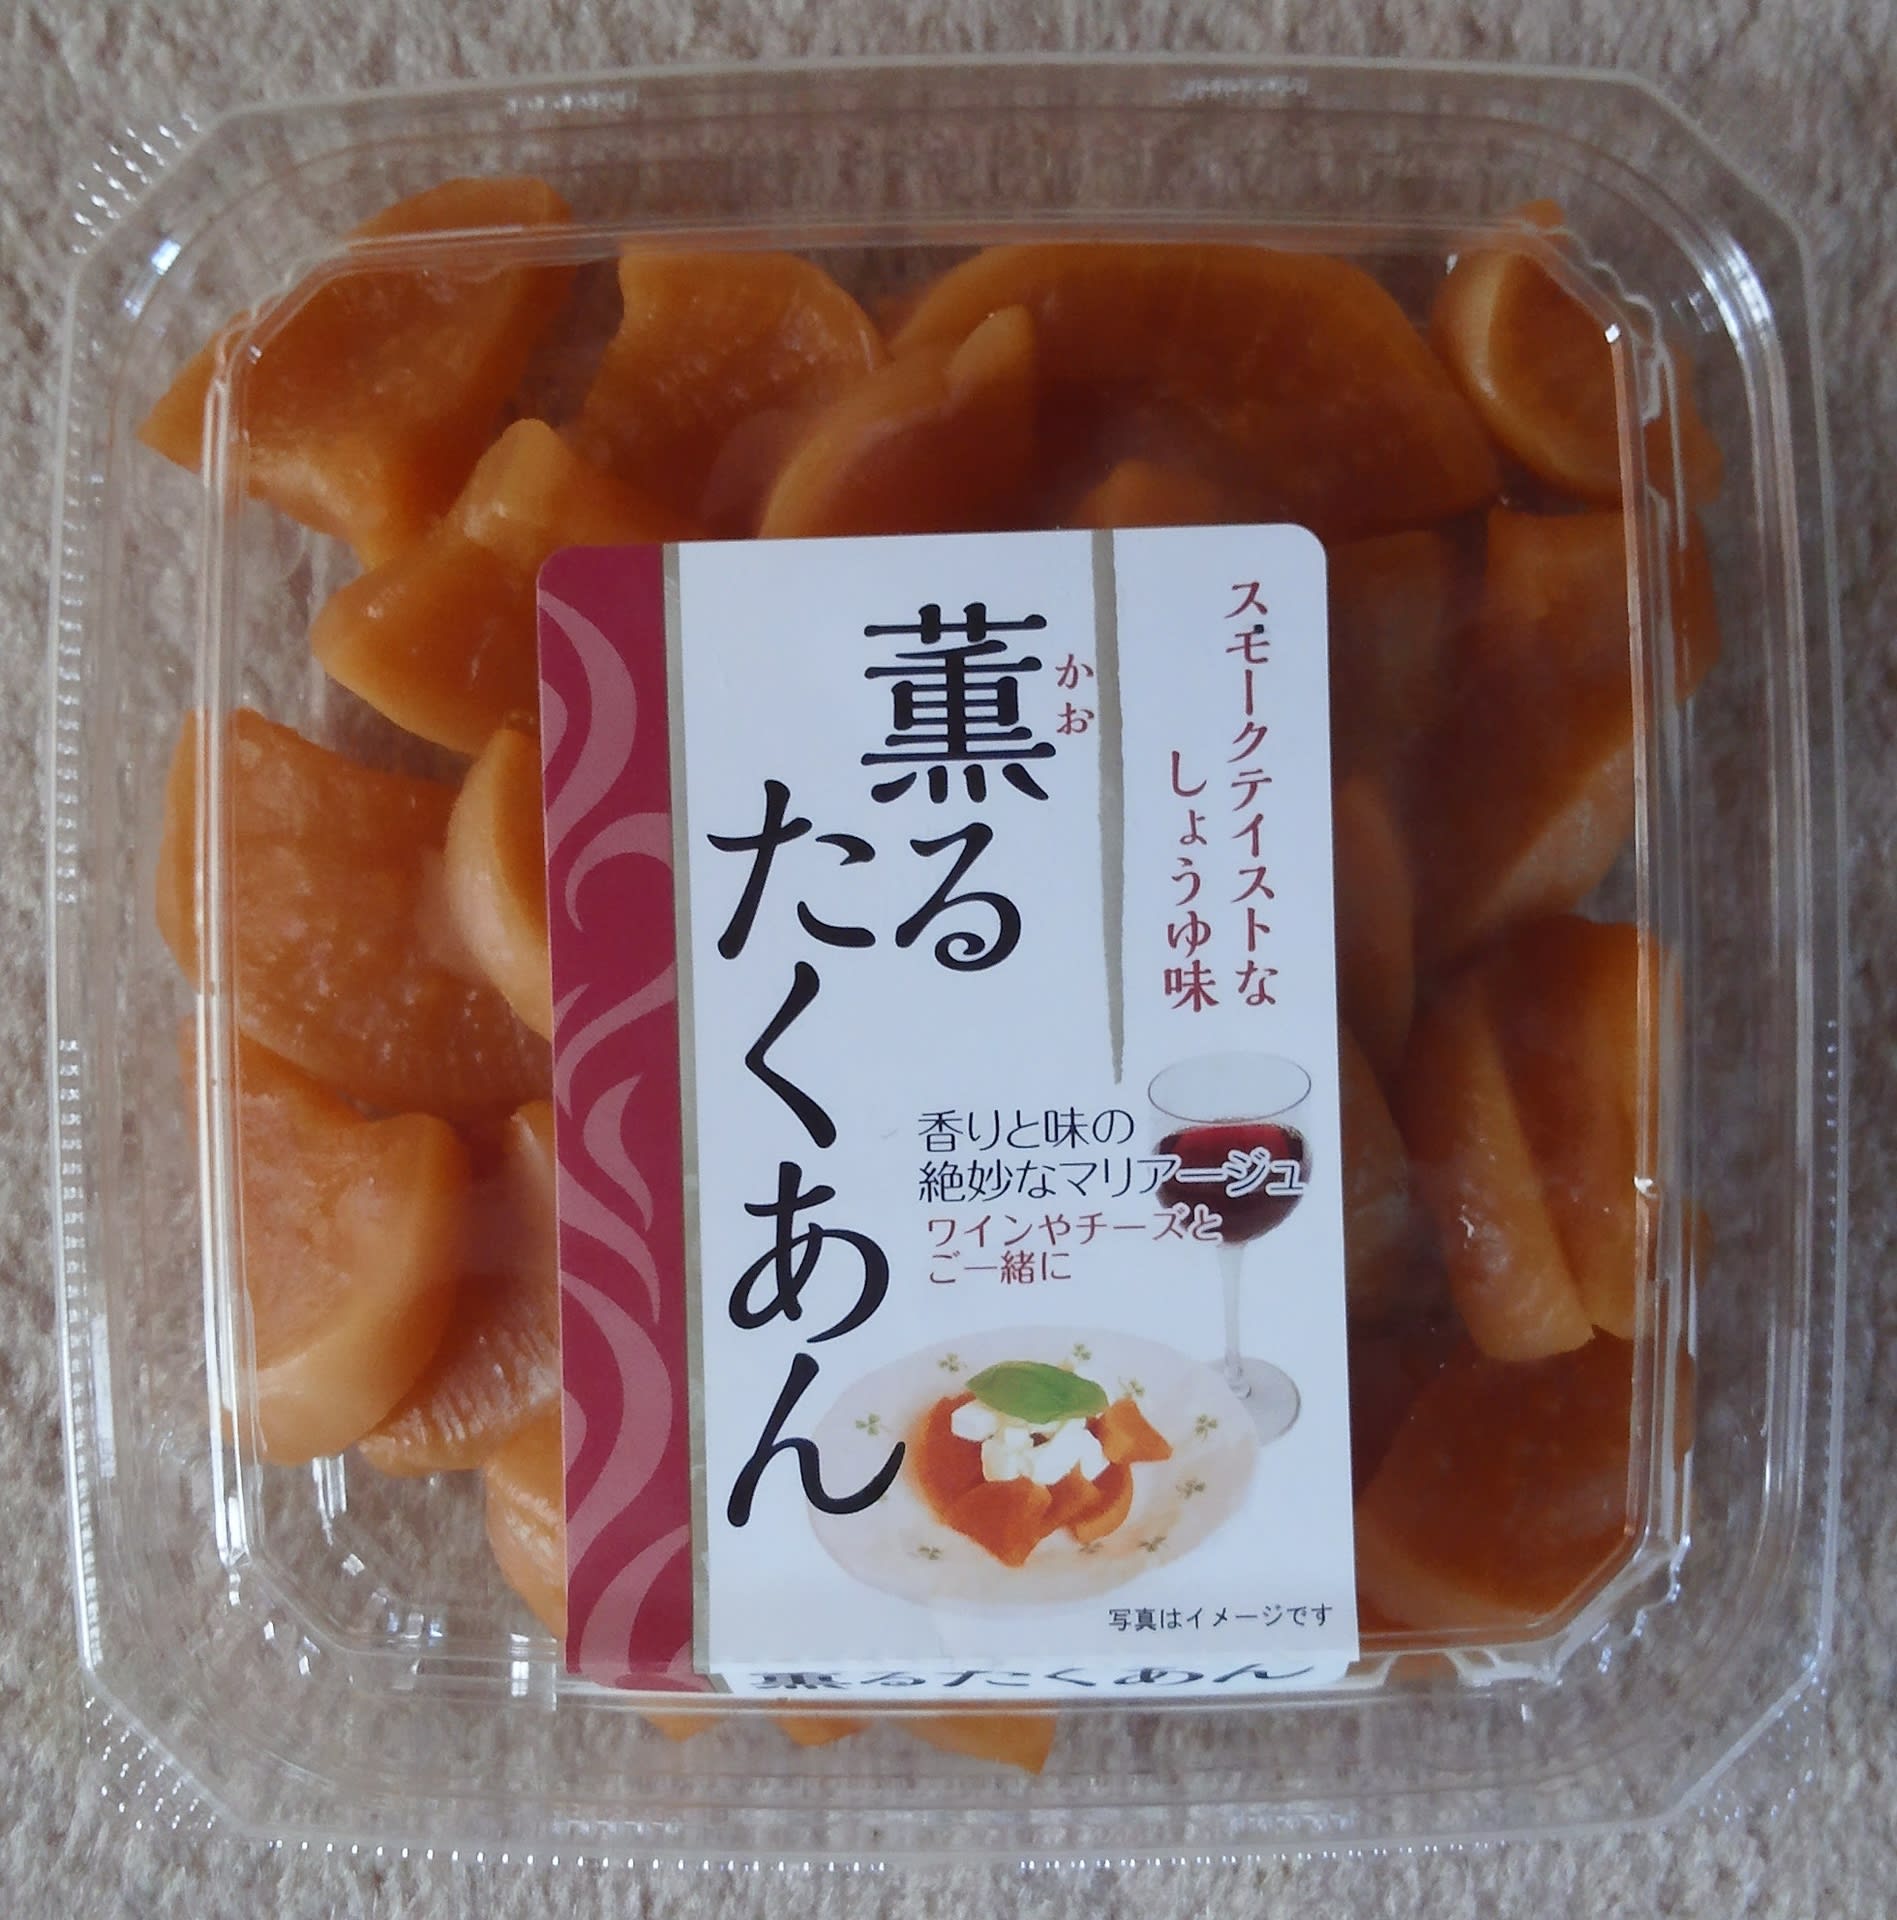 スモークテイストな
しょうゆ味
かお
薫る
たくあん
香りと味の
絶妙なマリアージュ
ワインやチーズと
ご一緒に
写真はイメージです
薫るたくあん